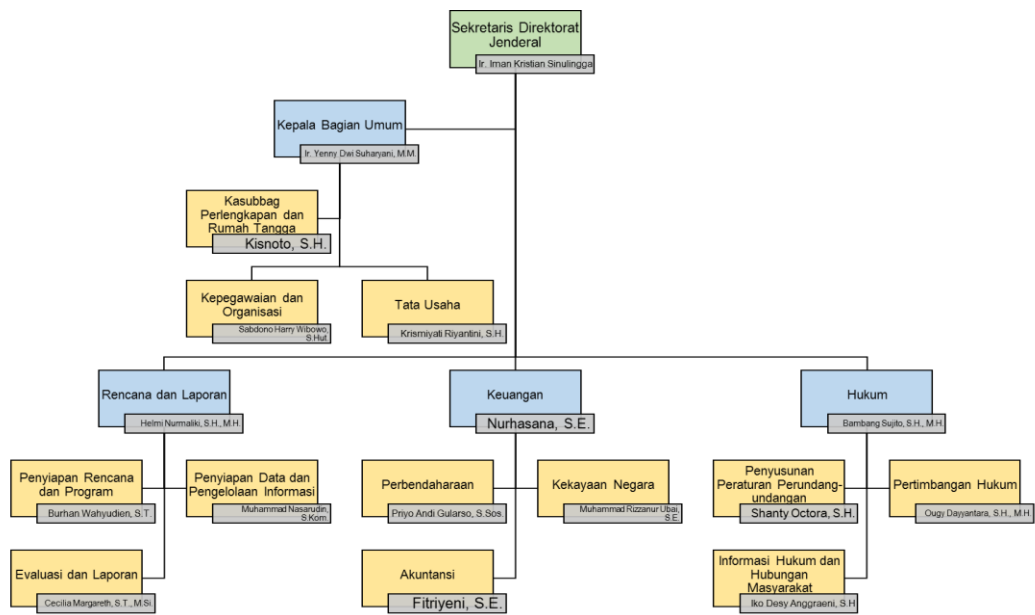 Sekretaris Direktorat
Jenderal
Ir. Iman Kristian Sinulingga
Kepala Bagian Umum
Ir. Yenny Dwi Suharyani, M.M.
Kasubbag
Perlengkapan dan
Rumah Tangga
Kisnoto, S.H.
Kepegawaian dan
Organisasi
Sabdono Harry Wibowo,
S.Hut
Tata Usaha
Krismiyati Riyantini, S.H.
Rencana dan Laporan
Helmi Nurmaliki, S.H., M.H.
Keuangan
Nurhasana, S.E.
Hukum
Bambang Sujito, S.H., M.H.
Penyiapan Rencana
dan Program
Burhan Wahyudien, S.T.
Penyiapan Data dan
Pengelolaan Informasi
Muhammad Nasarudin,
S.Kom.
Perbendaharaan
Priyo Andi Gularso, S.Sos.
Kekayaan Negara
Muhammad Rizzanur Ubai,
S.E.
Penyusunan
Peraturan Perundang-
undangan
Shanty Octora, S.H.
Pertimbangan Hukum
Ougy Dayyantara, S.H., M.H.
Evaluasi dan Laporan
Cecilia Margareth, S.T., M.Si.
Akuntansi
Fitriyeni, S.E.
Informasi Hukum dan
Hubungan
Masyarakat
Iko Desy Anggraeni, S.H